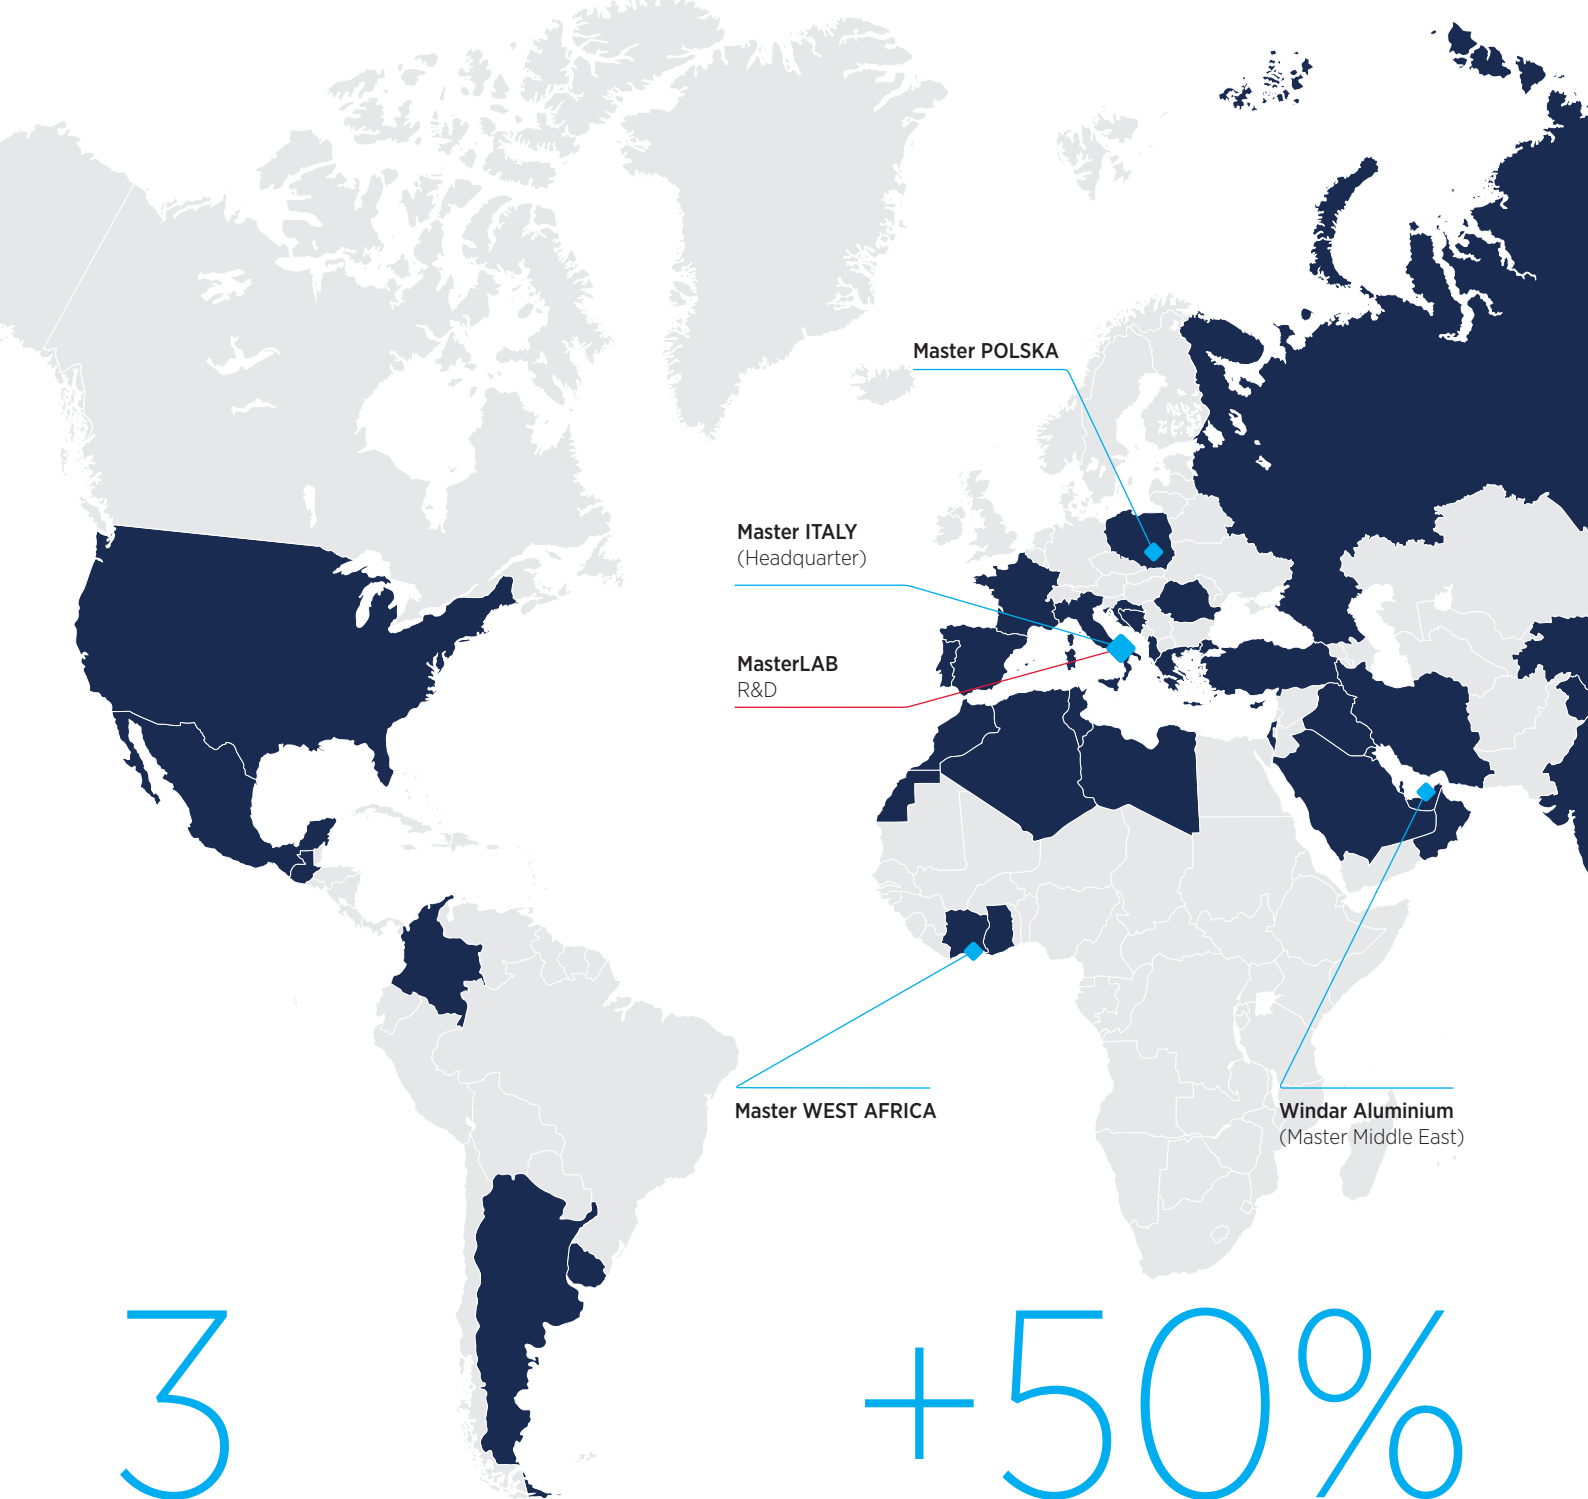 Master POLSKA
Master ITALY
(Headquarter)
MasterLAB
R&D
Master WEST AFRICA
Windar Aluminium
(Master Middle East)
3
+50%